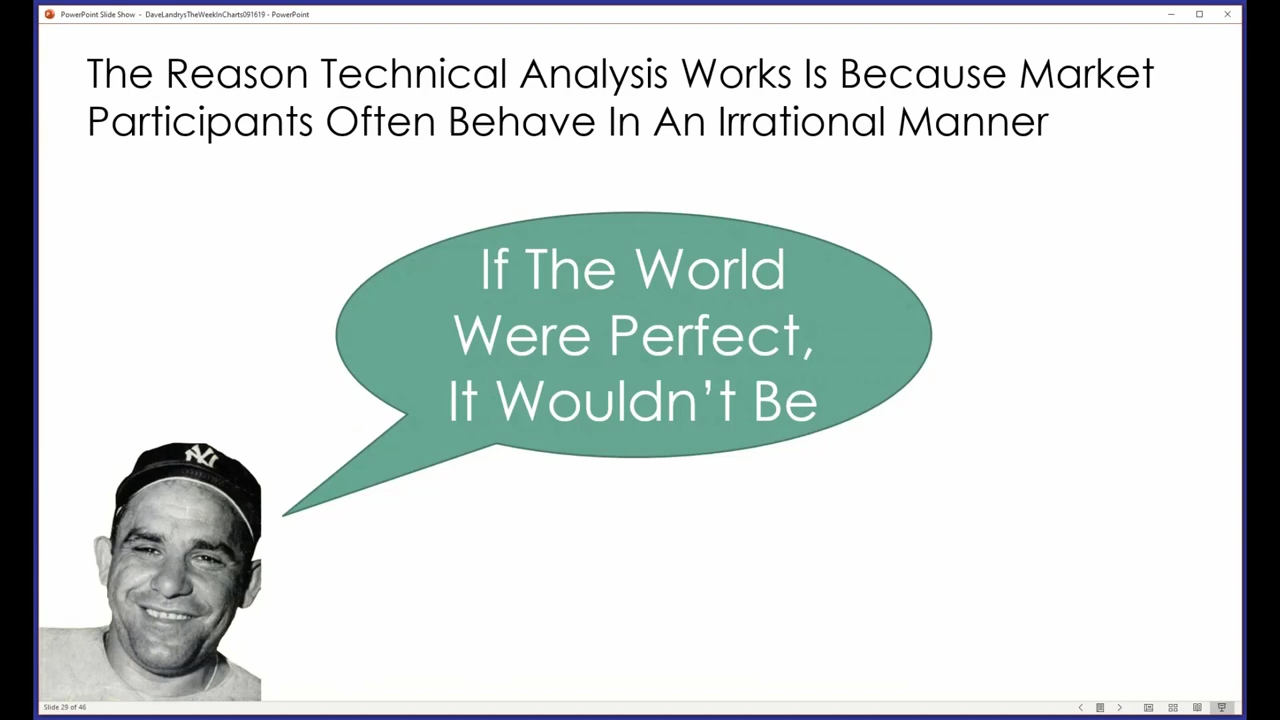 PowerPoint Slide Show - DaveLandrysTheWeekInCharts091619 - PowerPoint
The Reason Technical Analysis Works Is Because Market
Participants Often Behave In An Irrational Manner
If The World
Were Perfect,
It Wouldn’t Be
NY
Slide 29 of 46